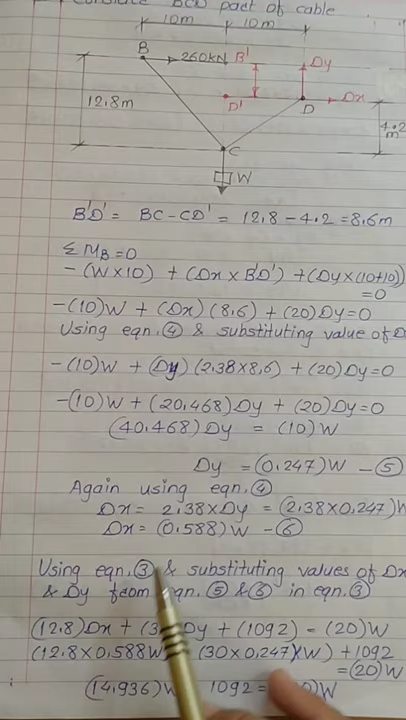 BCD part of cable
10m 10m
B 260kN B' Dy
12.8m D' D Dx
4.2 m
C
W
B'D' = BC-CD' = 12.8 - 4.2 = 8.6m
ΣMB=0
-(W×10) + (Dx × B'D') + (Dy×(10+10)) =0
-(10)W + (Dx)(8.6) + (20)Dy=0
Using eqn.④ & substituting value of D
-(10)W + (Dy)(2.38×8.6) + (20)Dy=0
-(10)W + (20.468)Dy + (20)Dy=0
(40.468)Dy = (10)W
Dy = (0.247)W -⑤
Again using eqn.④
Dx = 2.38×Dy = (2.38×0.247)W
Dx = (0.588)W -⑥
Using eqn.③ & substituting values of Dx
& Dy from eqn. ⑤ & ⑥ in eqn.③
(12.8)Dx + (3 Dy + (1092) = (20)W
(12.8×0.588W (30×0.247)(W) + 1092
=(20)W
(14.936)W 1092 = )W